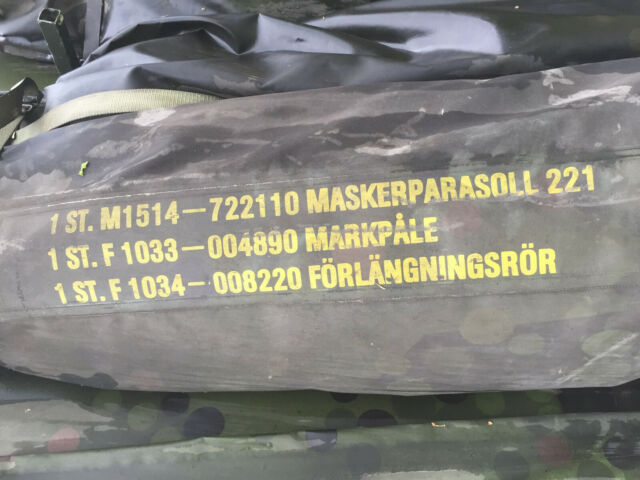 1 ST. M1514-722110 MASKERPARASOLL 221
1 ST. F 1033-004890 MARKPÅLE
1 ST. F 1034-008220 FÖRLÄNGNINGSRÖR